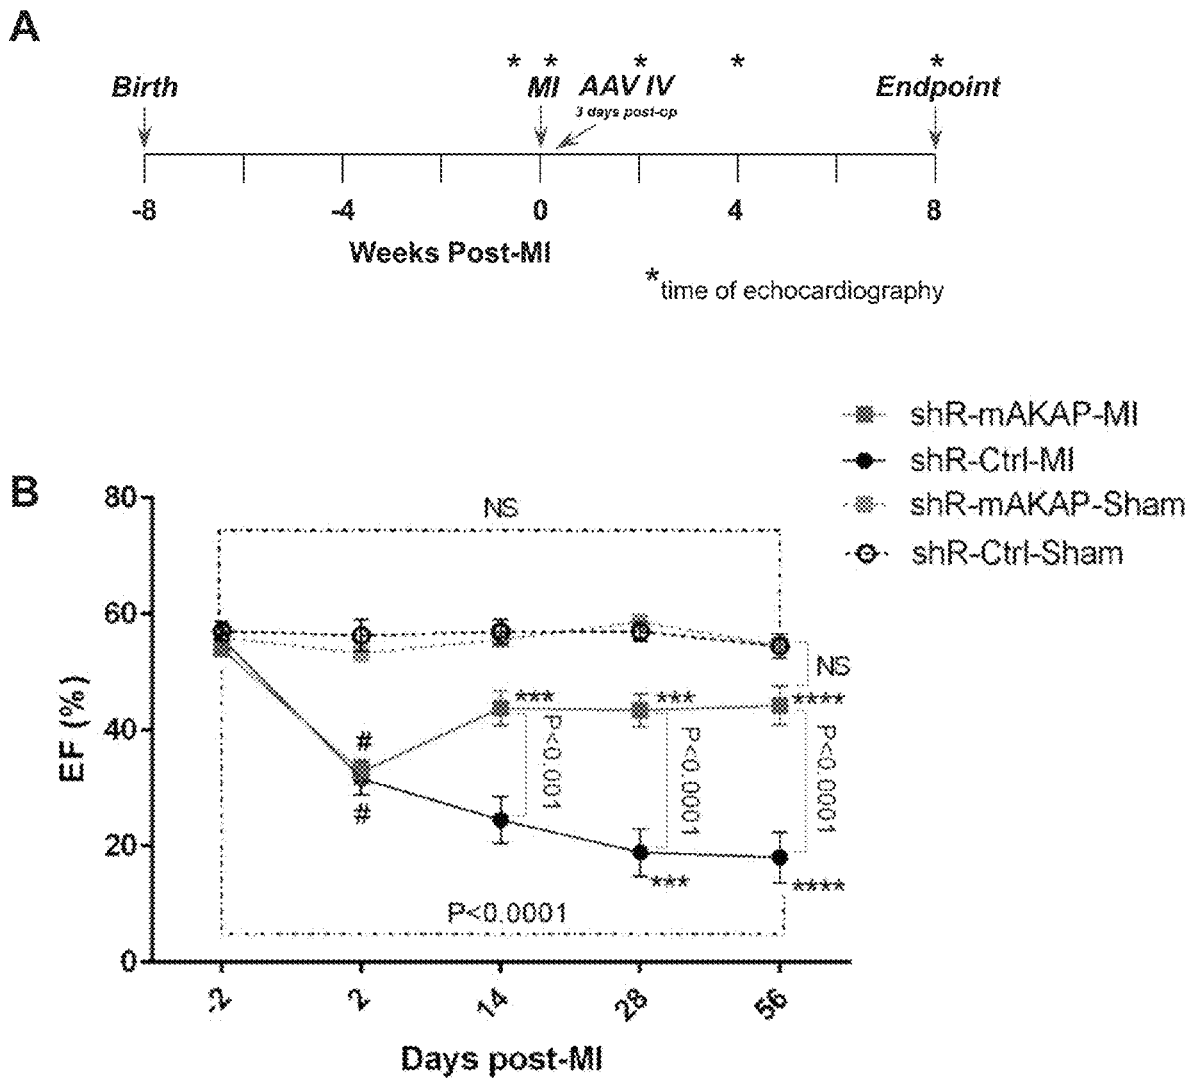 A
* * * * *
Birth MI AAV IV Endpoint
3 days post-op
-8 -4 0 4 8
Weeks Post-MI
*time of echocardiography
shR-mAKAP-MI
shR-Ctrl-MI
shR-mAKAP-Sham
shR-Ctrl-Sham
B
80
60
40
20
0
EF (%)
NS
NS
*** *** ****
#
#
P<0.001
P<0.0001
P<0.0001
*** ****
P<0.0001
-2 2 14 28 56
Days post-MI